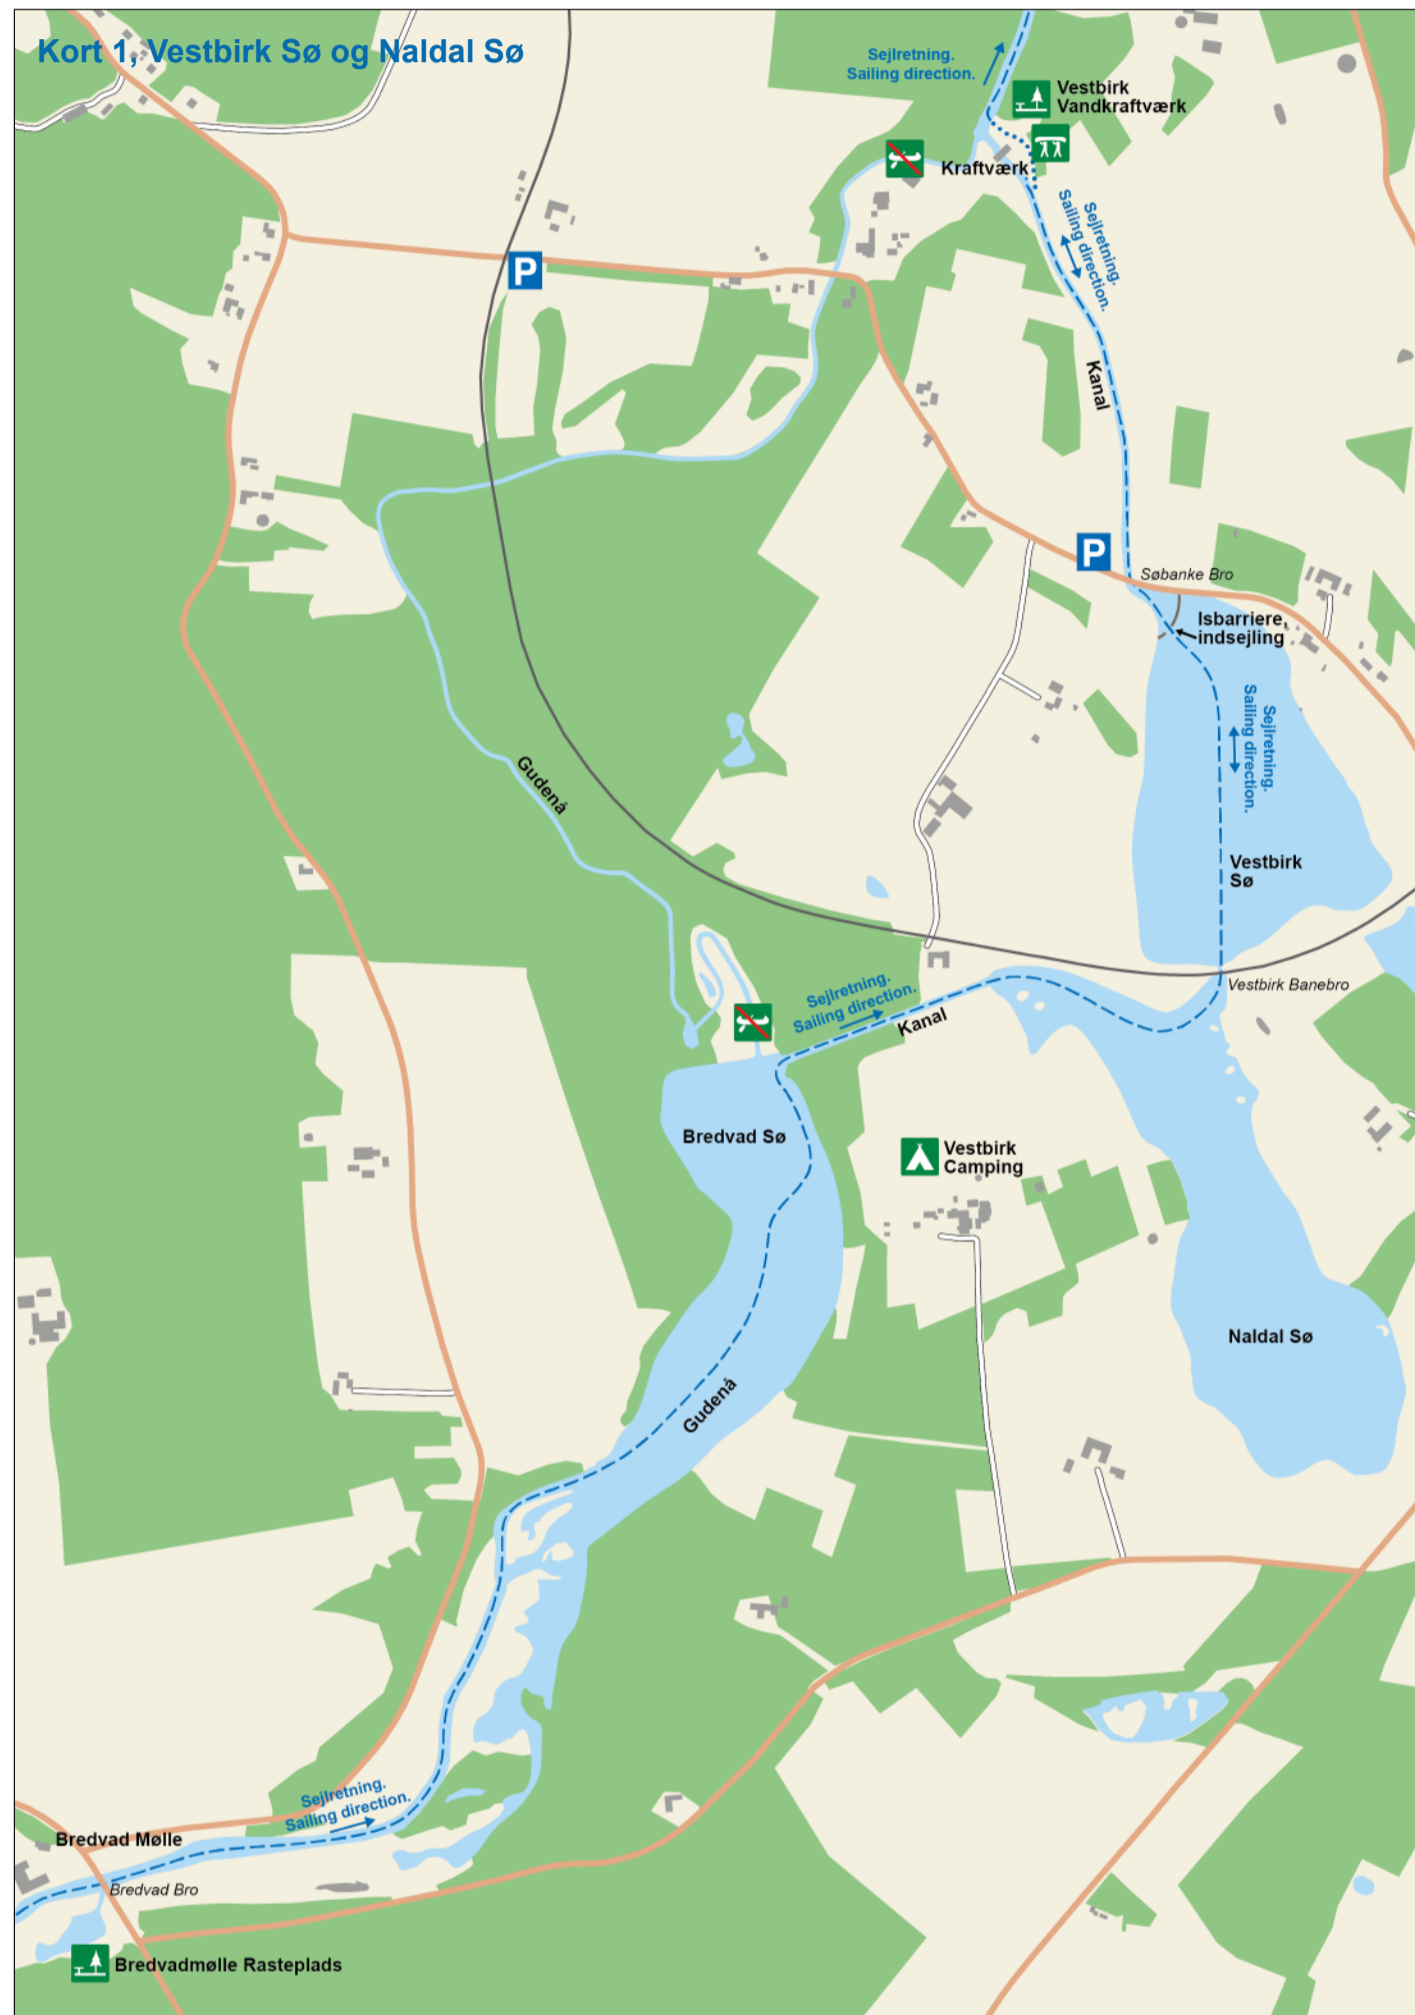 Kort 1, Vestbirk Sø og Naldal Sø
Sejlretning.
Sailing direction.
Vestbirk
Vandkraftværk
Kraftværk
Sejlretning.
Sailing direction.
P
Kanal
P
Søbanke Bro
Isbarriere,
indsejling
Sejlretning.
Sailing direction.
Gudenå
Vestbirk
Sø
Sejlretning.
Sailing direction.
Kanal
Vestbirk Banebro
Bredvad Sø
Vestbirk
Camping
Naldal Sø
Gudenå
Sejlretning.
Sailing direction.
Bredvad Mølle
Bredvad Bro
Bredvadmølle Rasteplads